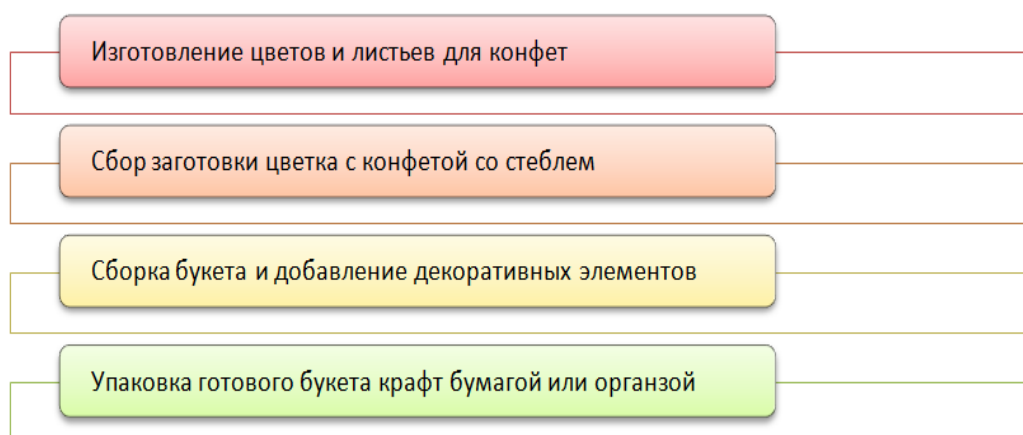 Изготовление цветов и листьев для конфет
Сбор заготовки цветка с конфетой со стеблем
Сборка букета и добавление декоративных элементов
Упаковка готового букета крафт бумагой или органзой